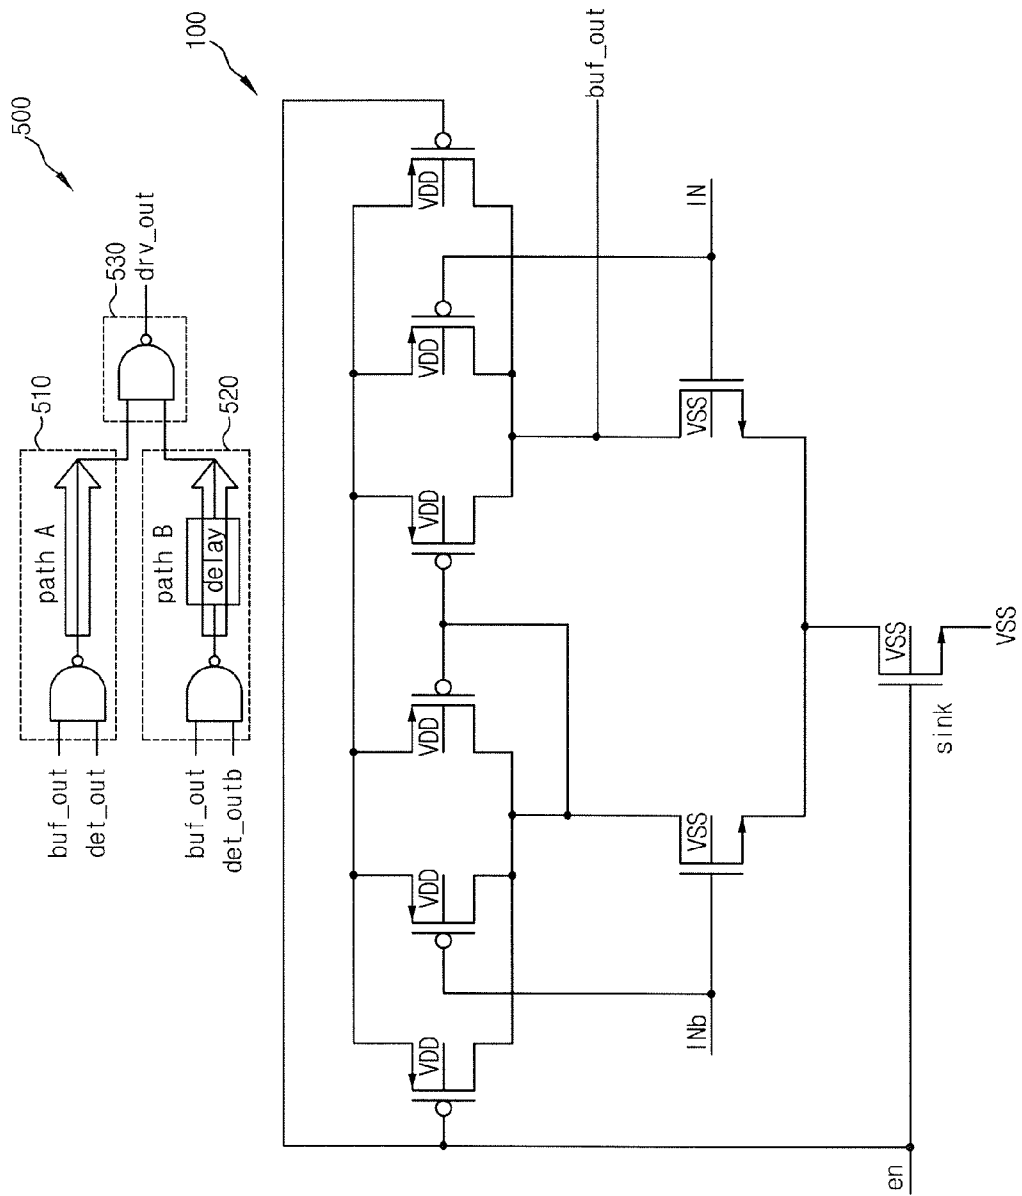 500
510
path A
buf_out
det_out
530
drv_out
520
path B
delay
buf_out
det_outb
100
VDD
VDD
VDD
VDD
VDD
VDD
buf_out
INb
VSS
VSS
IN
en
sink
VSS
VSS